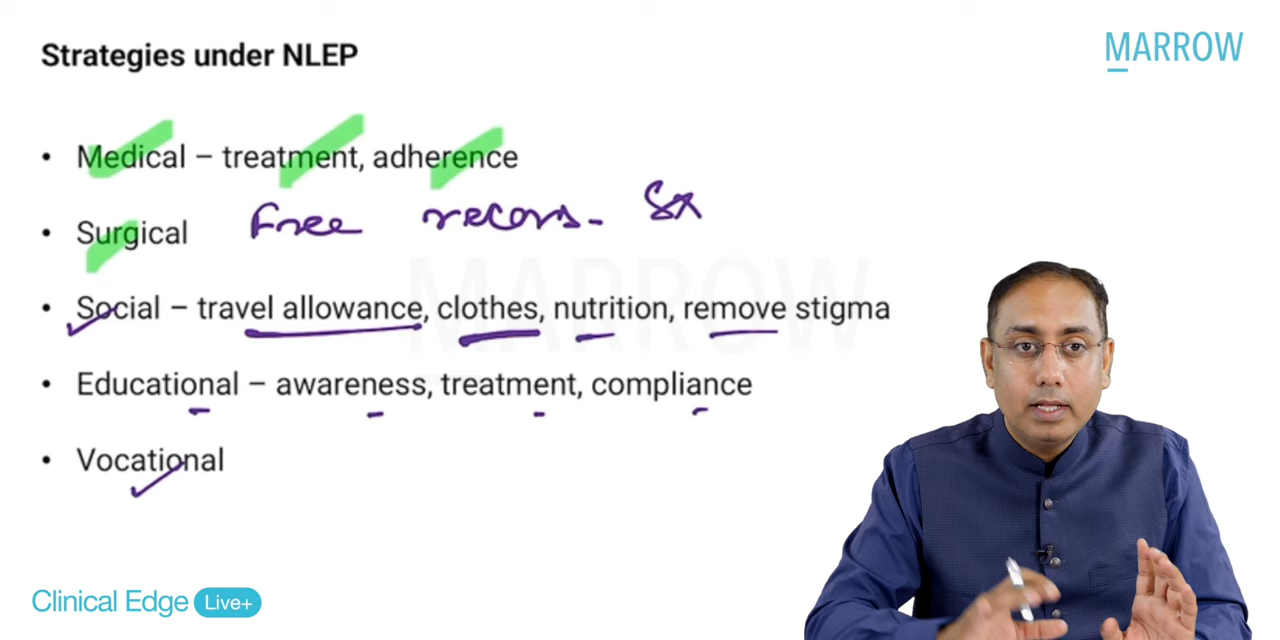 Strategies under NLEP
MARROW
• Medical – treatment, adherence
• Surgical Free recons. Sx
• Social – travel allowance, clothes, nutrition, remove stigma
MARROW
• Educational – awareness, treatment, compliance
• Vocational
Clinical Edge Live+